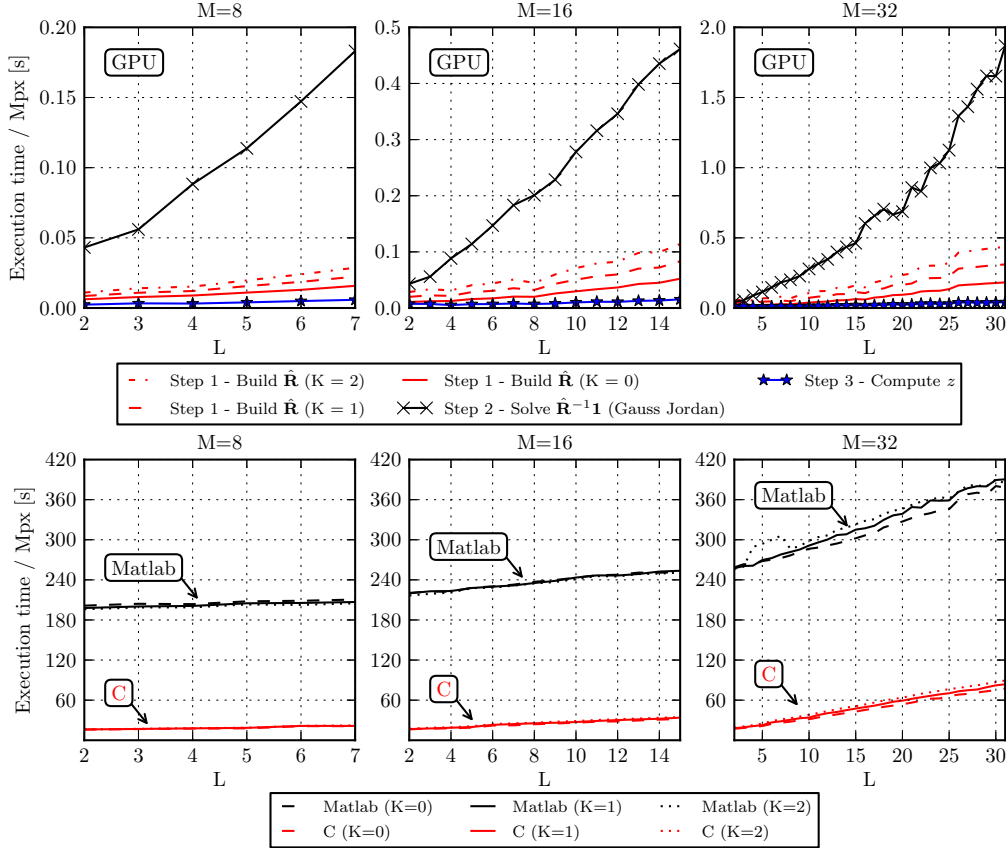 M=8
M=16
M=32
Execution time / Mpx [s]
0.20
0.15
0.10
0.05
0.00
GPU
2 3 4 5 6 7
L
0.5
0.4
0.3
0.2
0.1
0.0
GPU
2 4 6 8 10 12 14
L
2.0
1.5
1.0
0.5
0.0
GPU
5 10 15 20 25 30
L
Step 1 - Build R̂ (K = 2)
Step 1 - Build R̂ (K = 1)
Step 1 - Build R̂ (K = 0)
Step 2 - Solve R̂⁻¹1 (Gauss Jordan)
Step 3 - Compute z
M=8
M=16
M=32
Execution time / Mpx [s]
420
360
300
240
180
120
60
Matlab
C
2 3 4 5 6 7
L
420
360
300
240
180
120
60
Matlab
C
2 4 6 8 10 12 14
L
420
360
300
240
180
120
60
Matlab
C
5 10 15 20 25 30
L
Matlab (K=0)
C (K=0)
Matlab (K=1)
C (K=1)
Matlab (K=2)
C (K=2)